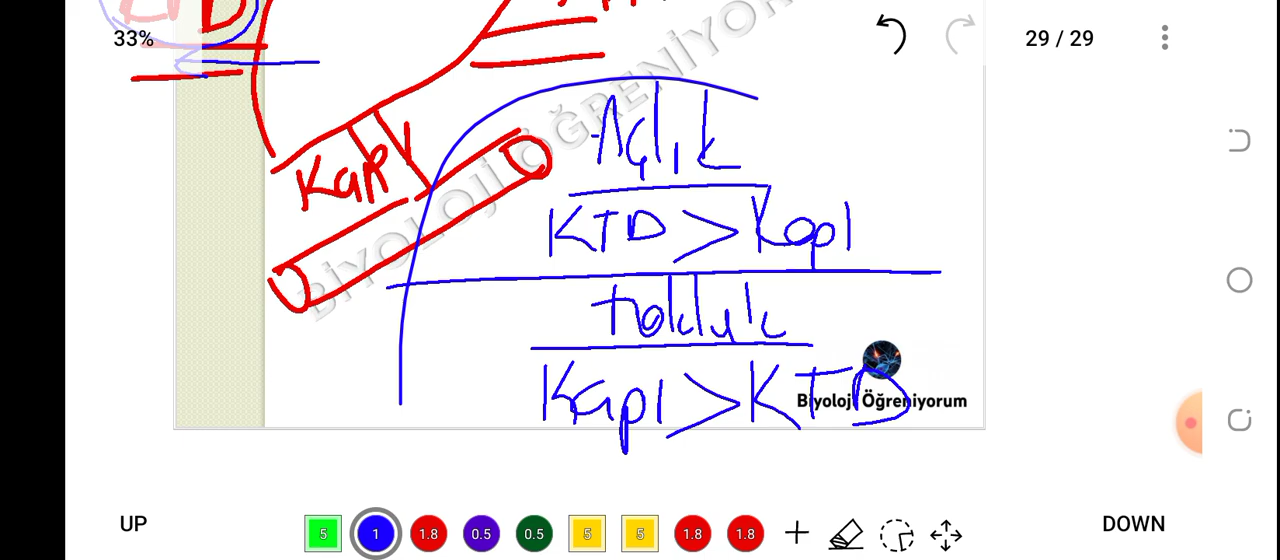 33%
29 / 29
BİYOLOJİ ÖĞRENİYOR
Kapı
Açlık
KTD > Kapı
tokluk
Kapı > KTD
Biyoloji Öğreniyorum
UP
5
1
1.8
0.5
0.5
5
5
1.8
1.8
DOWN